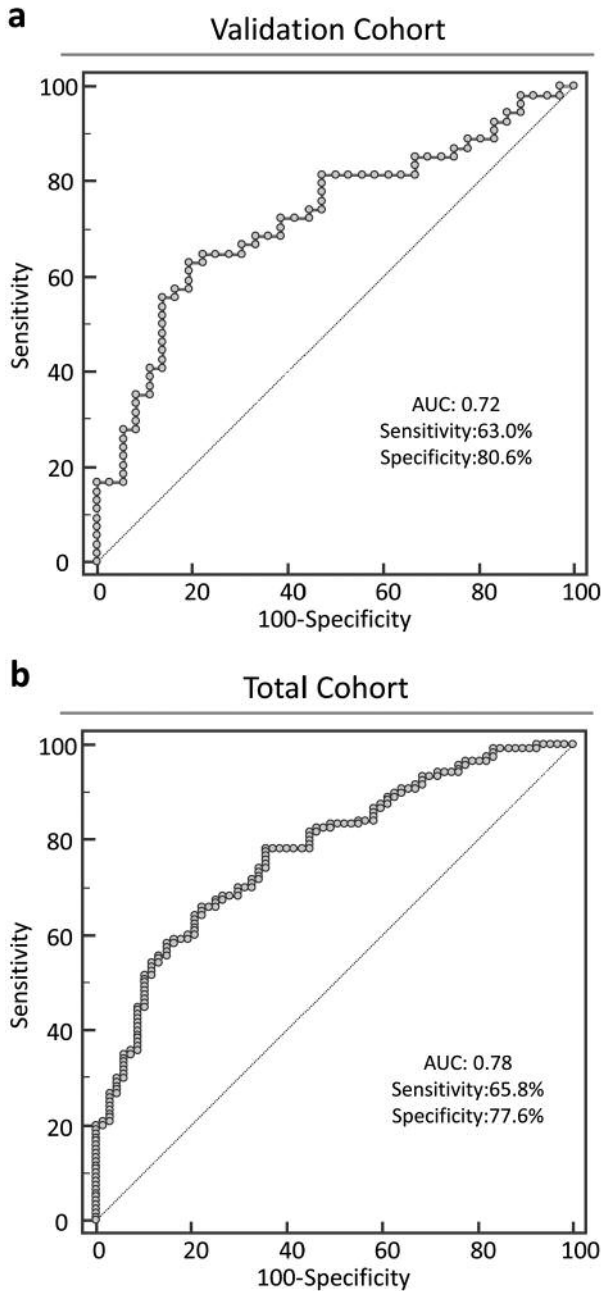 a
Validation Cohort
100
80
60
40
20
0
Sensitivity
AUC: 0.72
Sensitivity:63.0%
Specificity:80.6%
0 20 40 60 80 100
100-Specificity
b
Total Cohort
100
80
60
40
20
0
Sensitivity
AUC: 0.78
Sensitivity:65.8%
Specificity:77.6%
0 20 40 60 80 100
100-Specificity